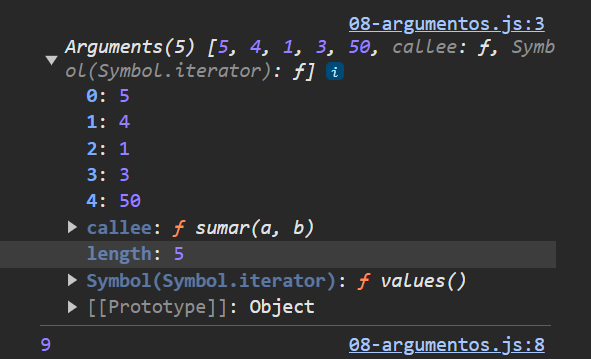 08-argumentos.js:3
Arguments(5) [5, 4, 1, 3, 50, callee: ƒ, Symb
ol(Symbol.iterator): ƒ] i
0: 5
1: 4
2: 1
3: 3
4: 50
callee: ƒ sumar(a, b)
length: 5
Symbol(Symbol.iterator): ƒ values()
[[Prototype]]: Object
9 08-argumentos.js:8